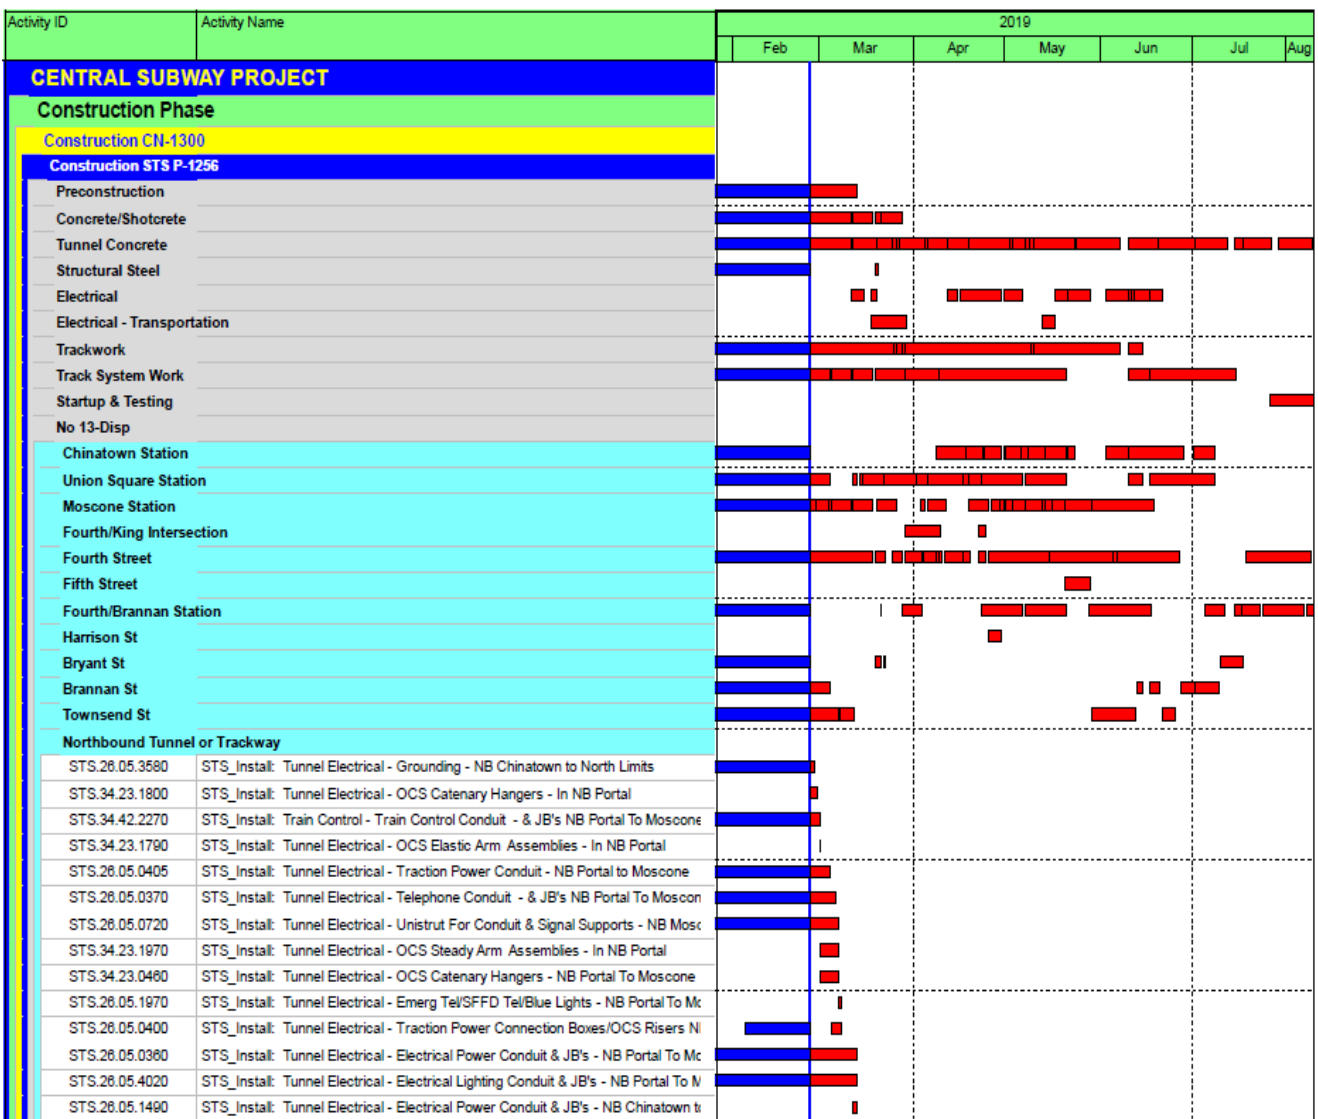 Activity ID Activity Name 2019
Feb Mar Apr May Jun Jul Aug
CENTRAL SUBWAY PROJECT
Construction Phase
Construction CN-1300
Construction STS P-1256
Preconstruction
Concrete/Shotcrete
Tunnel Concrete
Structural Steel
Electrical
Electrical - Transportation
Trackwork
Track System Work
Startup & Testing
No 13-Disp
Chinatown Station
Union Square Station
Moscone Station
Fourth/King Intersection
Fourth Street
Fifth Street
Fourth/Brannan Station
Harrison St
Bryant St
Brannan St
Townsend St
Northbound Tunnel or Trackway
STS.26.05.3580 STS_Install: Tunnel Electrical - Grounding - NB Chinatown to North Limits
STS.34.23.1800 STS_Install: Tunnel Electrical - OCS Catenary Hangers - In NB Portal
STS.34.42.2270 STS_Install: Train Control - Train Control Conduit - & JB's NB Portal To Moscone
STS.34.23.1790 STS_Install: Tunnel Electrical - OCS Elastic Arm Assemblies - In NB Portal
STS.26.05.0405 STS_Install: Tunnel Electrical - Traction Power Conduit - NB Portal to Moscone
STS.26.05.0370 STS_Install: Tunnel Electrical - Telephone Conduit - & JB's NB Portal To Moscon
STS.26.05.0720 STS_Install: Tunnel Electrical - Unistrut For Conduit & Signal Supports - NB Mosc
STS.34.23.1970 STS_Install: Tunnel Electrical - OCS Steady Arm Assemblies - In NB Portal
STS.34.23.0460 STS_Install: Tunnel Electrical - OCS Catenary Hangers - NB Portal To Moscone
STS.26.05.1970 STS_Install: Tunnel Electrical - Emerg Tel/SFFD Tel/Blue Lights - NB Portal To Mc
STS.26.05.0400 STS_Install: Tunnel Electrical - Traction Power Connection Boxes/OCS Risers N
STS.26.05.0360 STS_Install: Tunnel Electrical - Electrical Power Conduit & JB's - NB Portal To Mc
STS.26.05.4020 STS_Install: Tunnel Electrical - Electrical Lighting Conduit & JB's - NB Portal To M
STS.26.05.1490 STS_Install: Tunnel Electrical - Electrical Power Conduit & JB's - NB Chinatown to